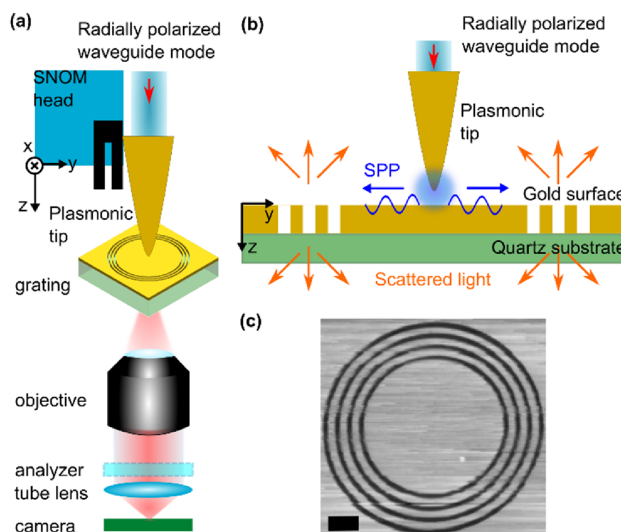 (a)
Radially polarized
waveguide mode
SNOM
head
x
y
z
Plasmonic
tip
grating
objective
analyzer
tube lens
camera
(b)
Radially polarized
waveguide mode
Plasmonic
tip
SPP
Gold surface
y
z
Quartz substrate
Scattered light
(c)